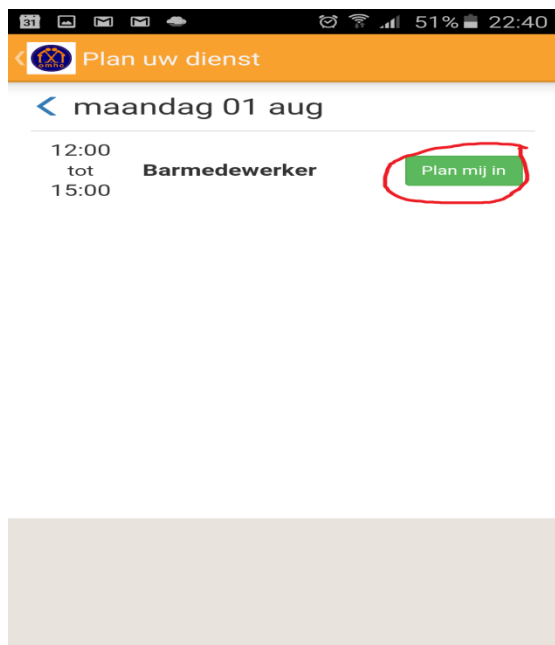 31 51% 22:40
omhc Plan uw dienst
maandag 01 aug
12:00
tot Barmedewerker Plan mij in
15:00